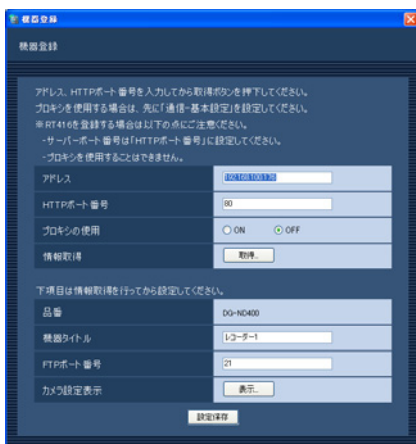 機器登録
機器登録
アドレス、HTTPポート番号を入力してから取得ボタンを押下してください。
プロキシを使用する場合は、先に「通信-基本設定」を設定してください。
※RT416を登録する場合は以下の点にご注意ください。
-サーバーポート番号は「HTTPポート番号」に設定してください。
-プロキシを使用することはできません。
アドレス
HTTPポート番号 80
プロキシの使用 ON OFF
情報取得 取得...
下項目は情報取得を行ってから設定してください。
品番 DG-ND400
機器タイトル レコーダー1
FTPポート番号 21
カメラ設定表示 表示...
設定保存